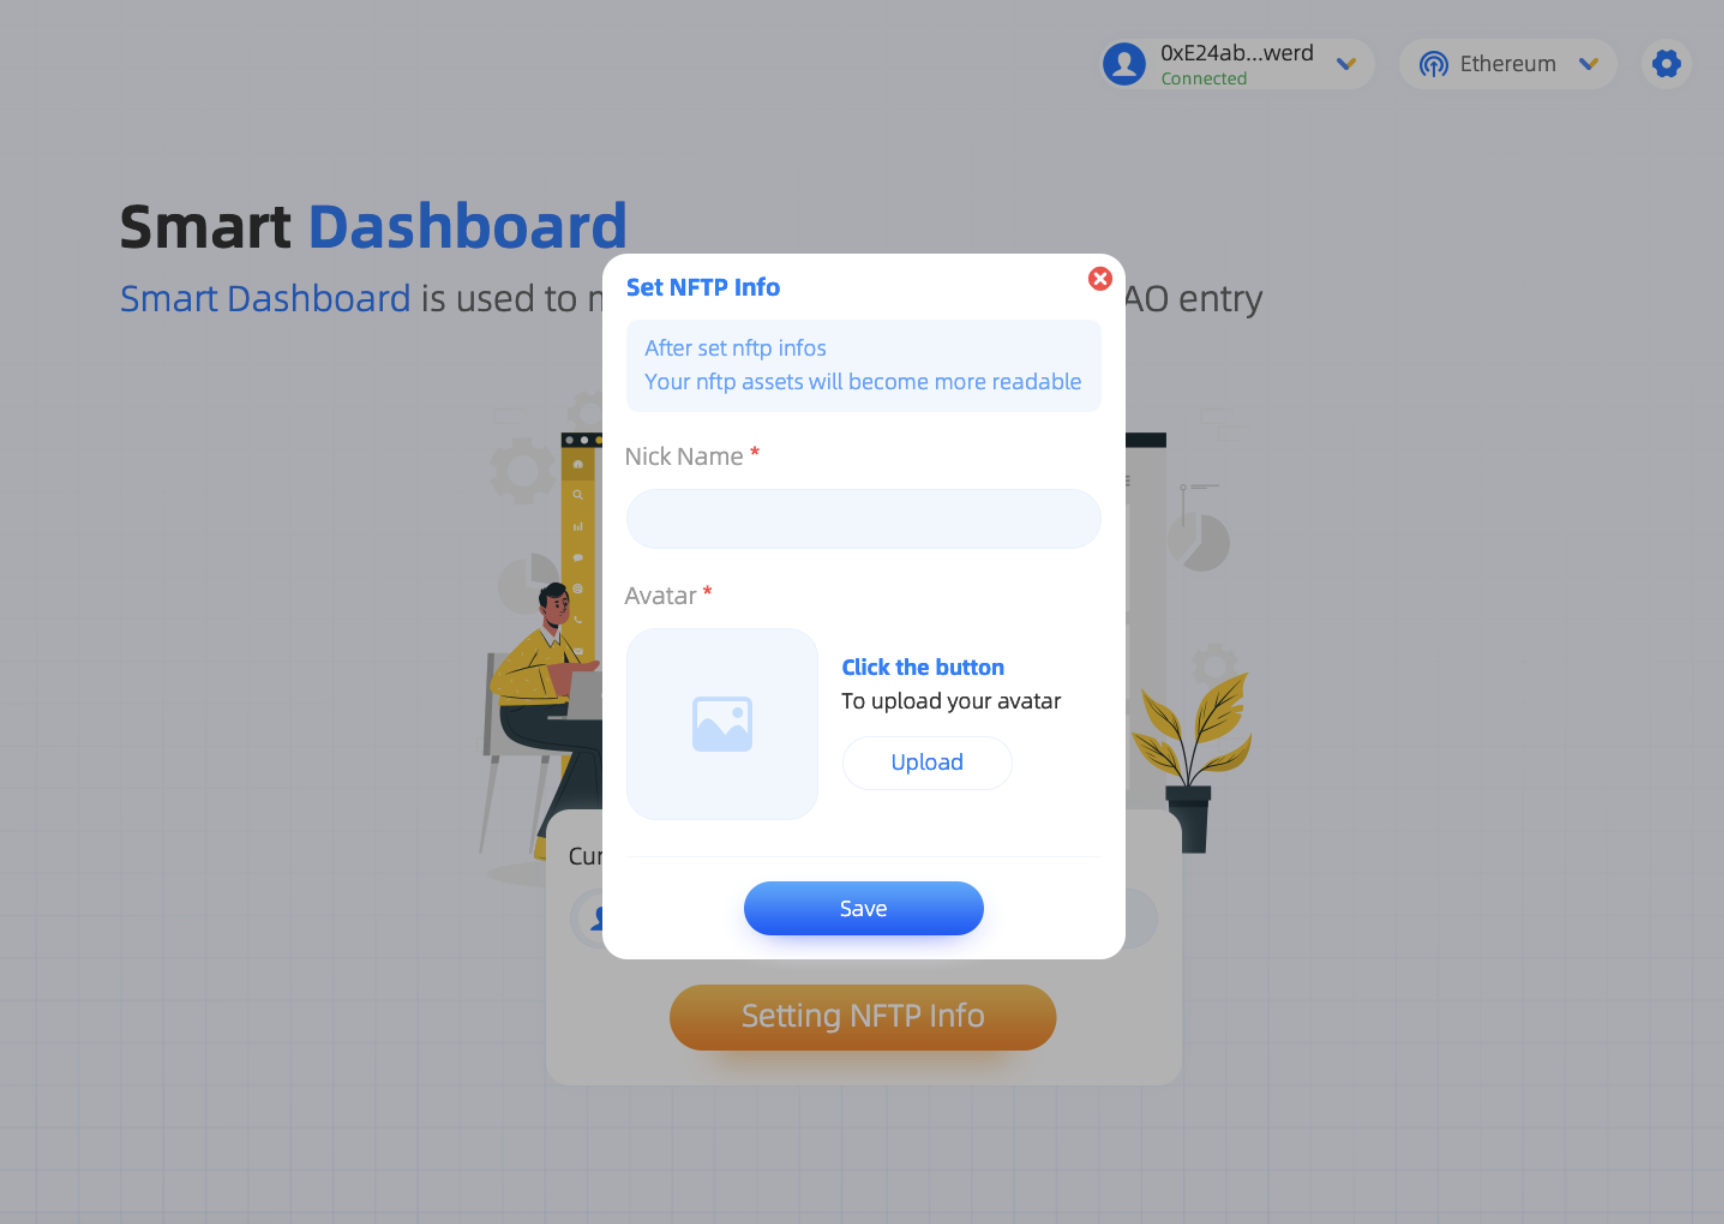 0xE24ab...werd
Connected
Ethereum
Smart Dashboard
Smart Dashboard is used to
AO entry
Set NFTP Info
After set nftp infos
Your nftp assets will become more readable
Nick Name *
Avatar *
Click the button
To upload your avatar
Upload
Cur
Save
Setting NFTP Info